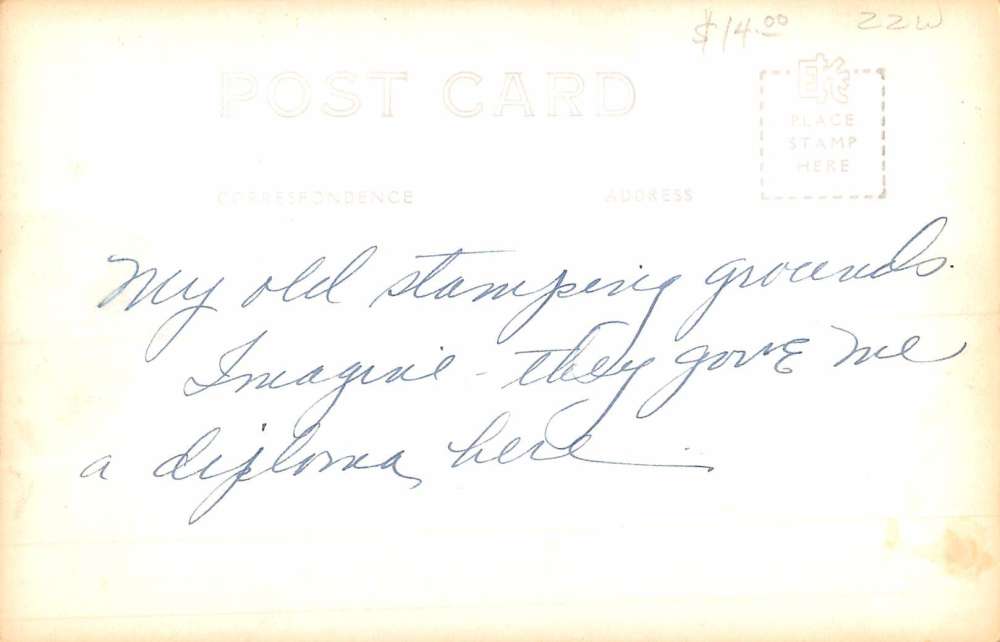 $14.00 22W
POST CARD
PLACE
STAMP
HERE
CORRESPONDENCE ADDRESS
My old stamping grounds.
Imagine - they gave me
a diploma here.